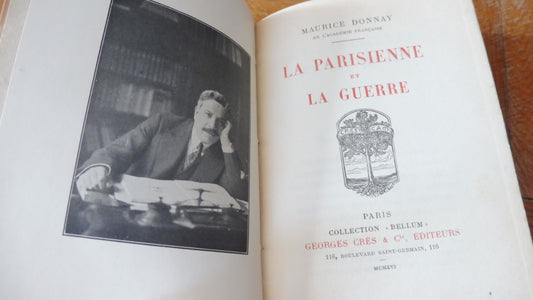 MAURICE DONNAY
DE L'ACADÉMIE FRANÇAISE
LA PARISIENNE
ET
LA GUERRE
PARIS
COLLECTION «BELLUM»
GEORGES CRÈS & Cie, ÉDITEURS
116, BOULEVARD SAINT-GERMAIN, 116
MCMXVI